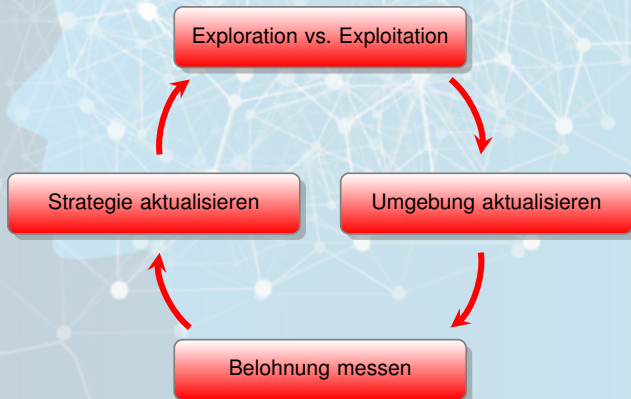 Exploration vs. Exploitation
Strategie aktualisieren
Umgebung aktualisieren
Belohnung messen